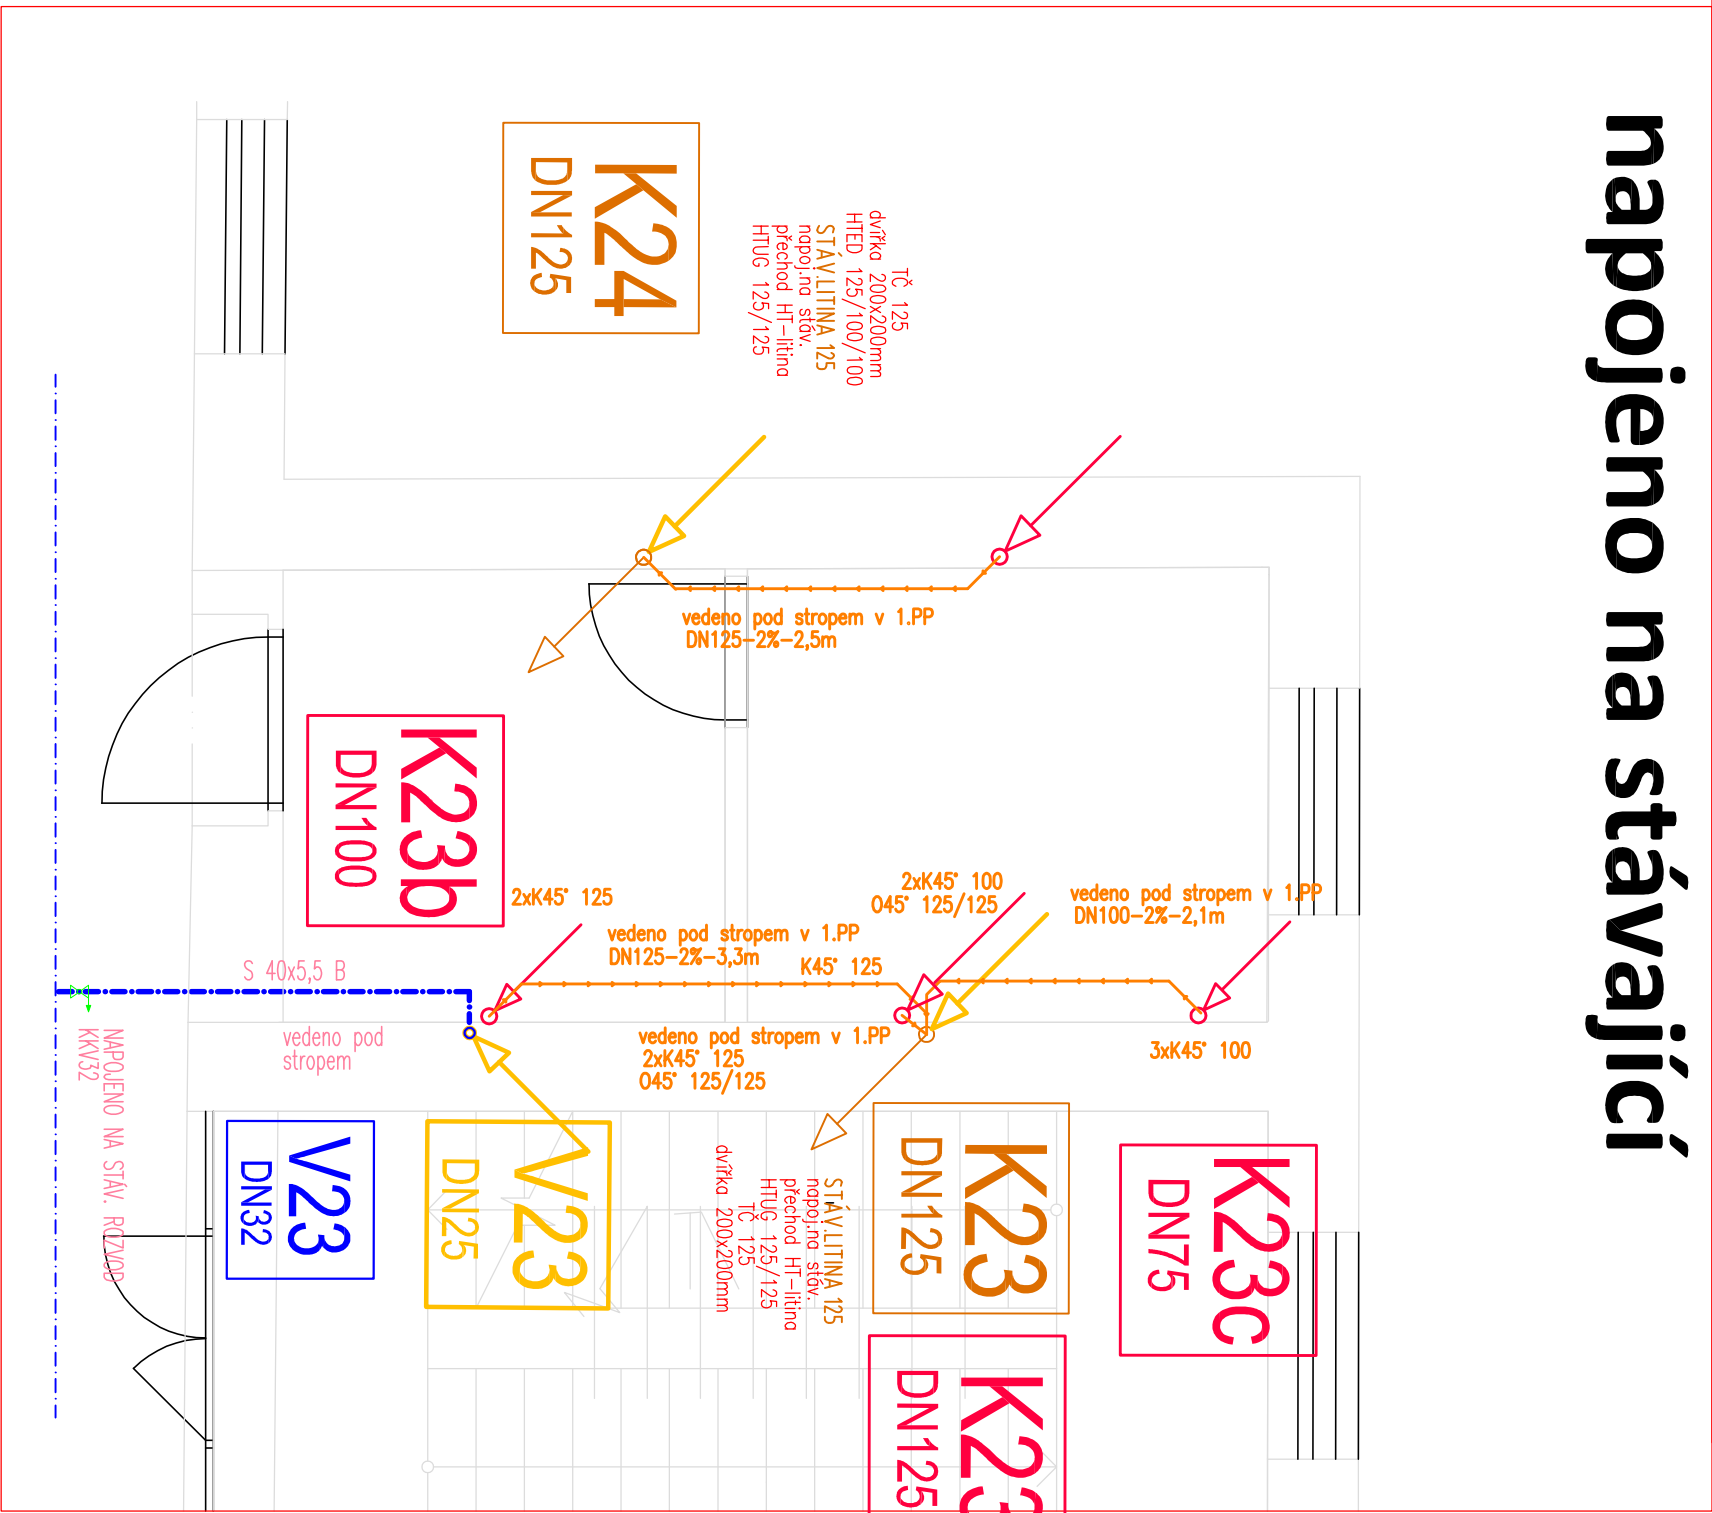 napojeno na stávající
K24
DN125
TČ 125
dvířka 200x200mm
HTED 125/100/100
STÁV.LITINA 125
napoj.na stáv.
přechod HT-litina
HTUG 125/125
vedeno pod stropem v 1.PP
DN125-2%-2,5m
K23b
DN100
2xK45° 125
2xK45° 100
O45° 125/125
vedeno pod stropem v 1.PP
DN100-2%-2,1m
vedeno pod stropem v 1.PP
DN125-2%-3,3m
K45° 125
S 40x5,5 B
vedeno pod
stropem
vedeno pod stropem v 1.PP
2xK45° 125
O45° 125/125
3xK45° 100
NAPOJENO NA STÁV. ROZVOD
KKV32
V23
DN32
V23
DN25
STÁV.LITINA 125
napoj.na stáv.
přechod HT-litina
HTUG 125/125
TČ 125
dvířka 200x200mm
K23
DN125
K23c
DN75
K23
DN125